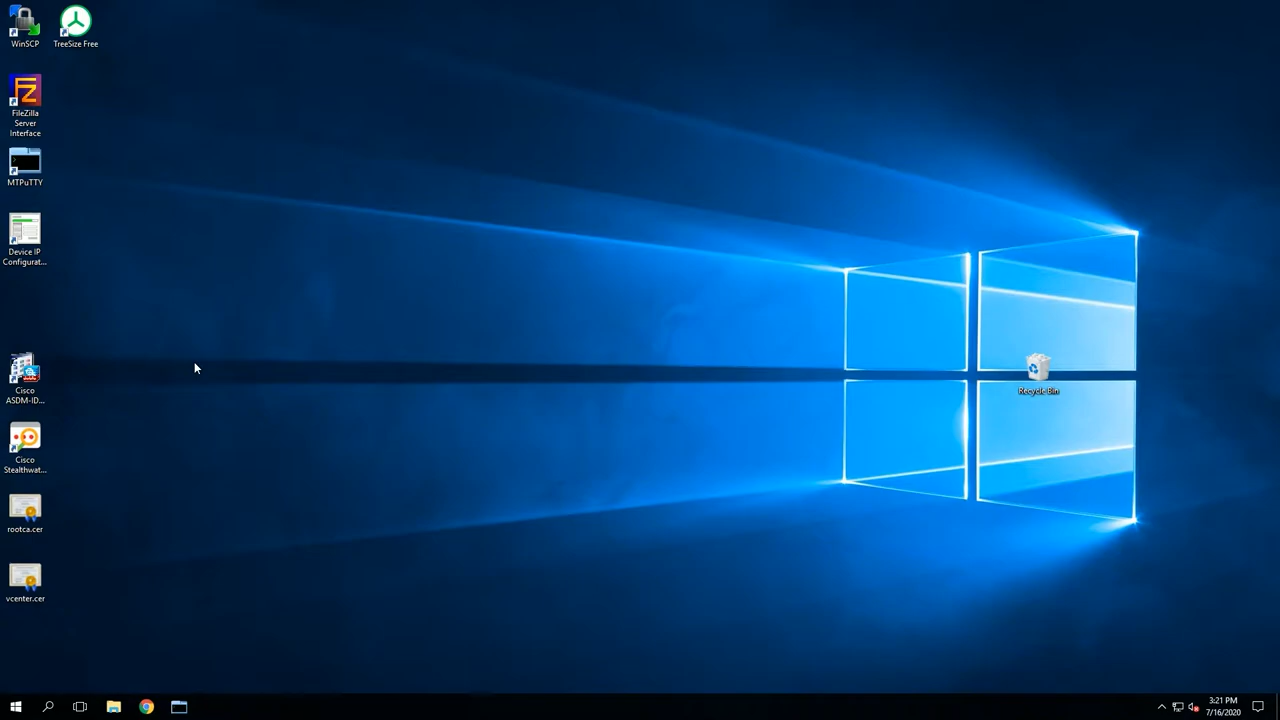 WinSCP
TreeSize Free
FileZilla
Server
Interface
MTPuTTY
Device IP
Configurat...
Cisco
ASDM-ID...
Cisco
Stealthwat...
rootca.cer
vcenter.cer
Recycle Bin
3:21 PM
7/16/2020